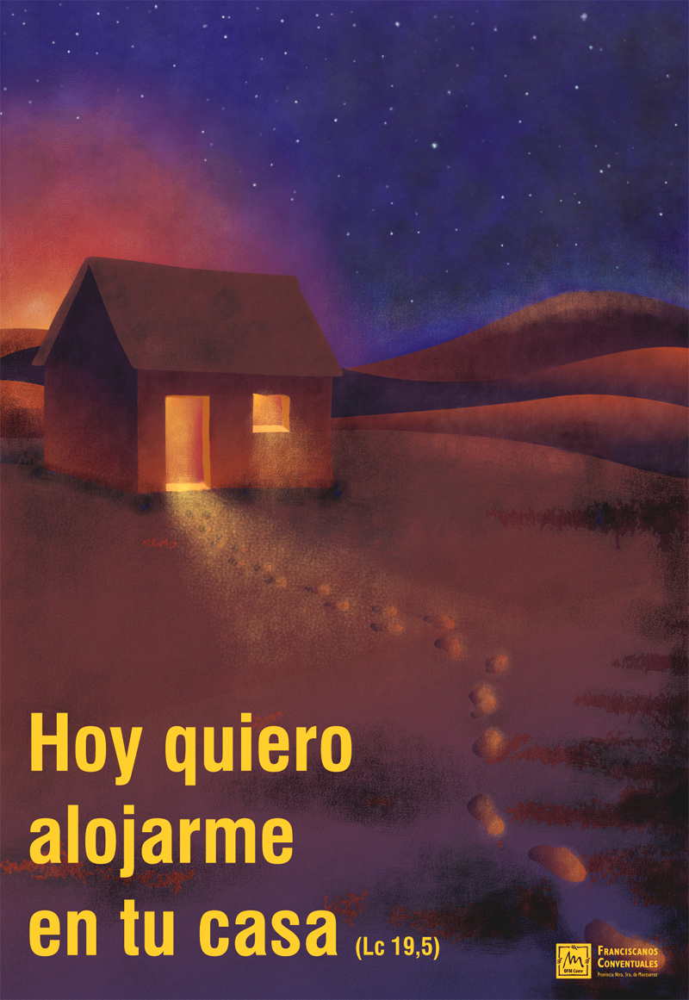 Hoy quiero
alojarme
en tu casa (Lc 19,5)
OFM Conv
FRANCISCANOS
CONVENTUALES
Provincia Ntra. Sra. de Montserrat